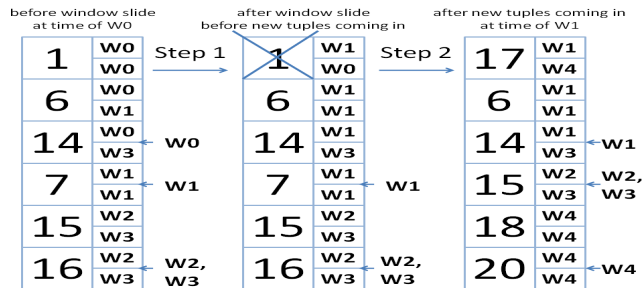 before window slide
at time of W0
1 W0
W0
6 W0
W1
14 W0
W3
W0
7 W1
W1
W1
15 W2
W3
16 W2
W3
W2,
W3
Step 1
after window slide
before new tuples coming in
1 W1
W0
6 W1
W1
14 W1
W3
7 W1
W1
W1
15 W2
W3
16 W2
W3
W2,
W3
Step 2
after new tuples coming in
at time of W1
17 W1
W4
6 W1
W1
14 W1
W3
W1
15 W2
W3
W2,
W3
18 W4
W4
20 W4
W4
W4